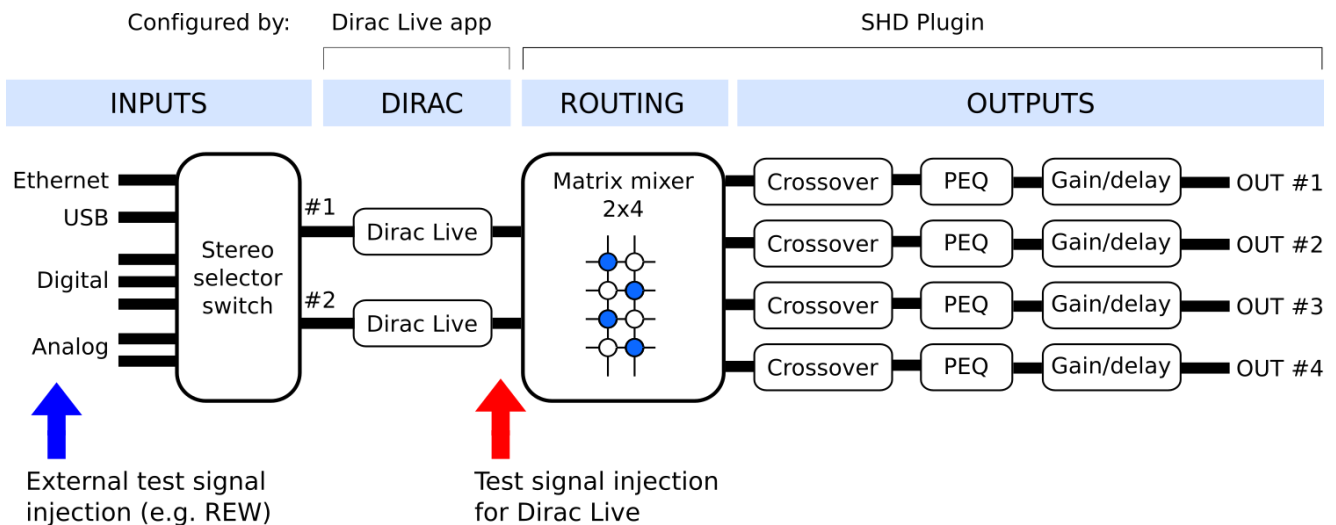 Configured by:
Dirac Live app
SHD Plugin
INPUTS
DIRAC
ROUTING
OUTPUTS
Ethernet
USB
Digital
Analog
Stereo
selector
switch
#1
#2
Dirac Live
Dirac Live
Matrix mixer
2x4
Crossover
PEQ
Gain/delay
OUT #1
Crossover
PEQ
Gain/delay
OUT #2
Crossover
PEQ
Gain/delay
OUT #3
Crossover
PEQ
Gain/delay
OUT #4
External test signal
injection (e.g. REW)
Test signal injection
for Dirac Live